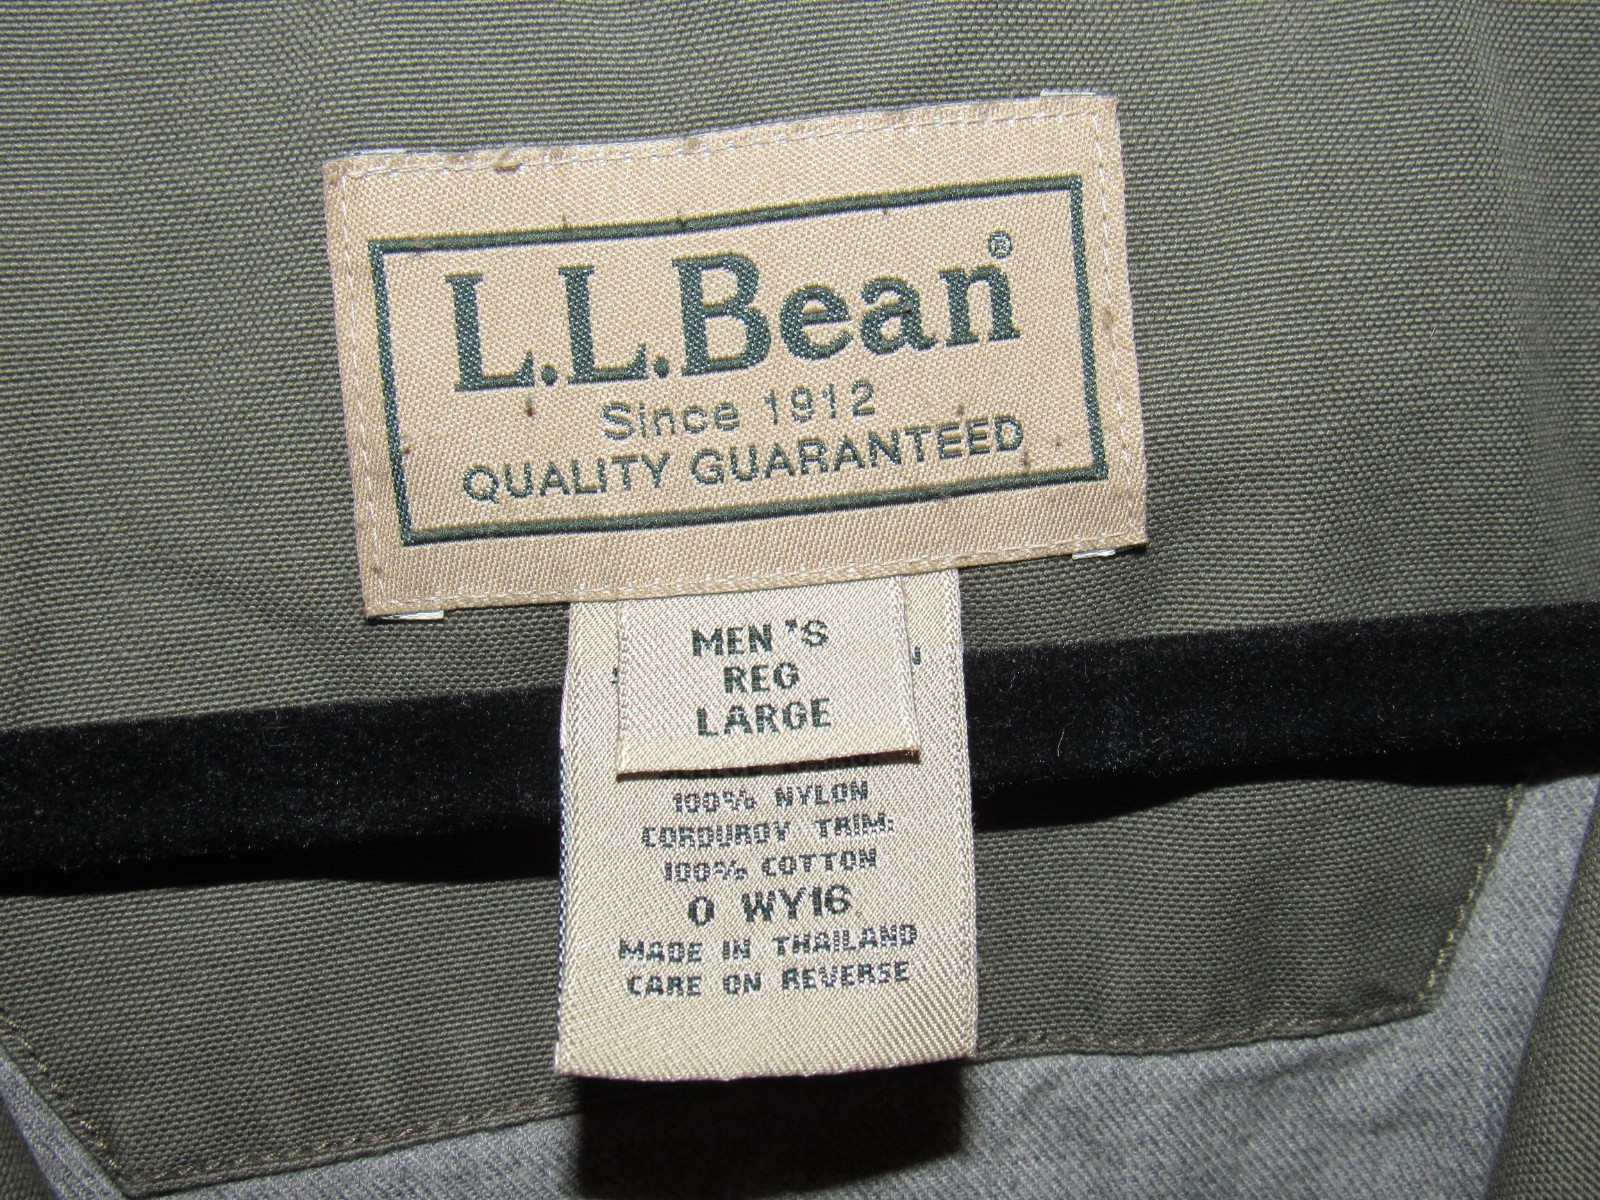 L.L.Bean®
Since 1912
QUALITY GUARANTEED
MEN'S
REG
LARGE
100% NYLON
CORDUROY TRIM:
100% COTTON
0 WY16
MADE IN THAILAND
CARE ON REVERSE